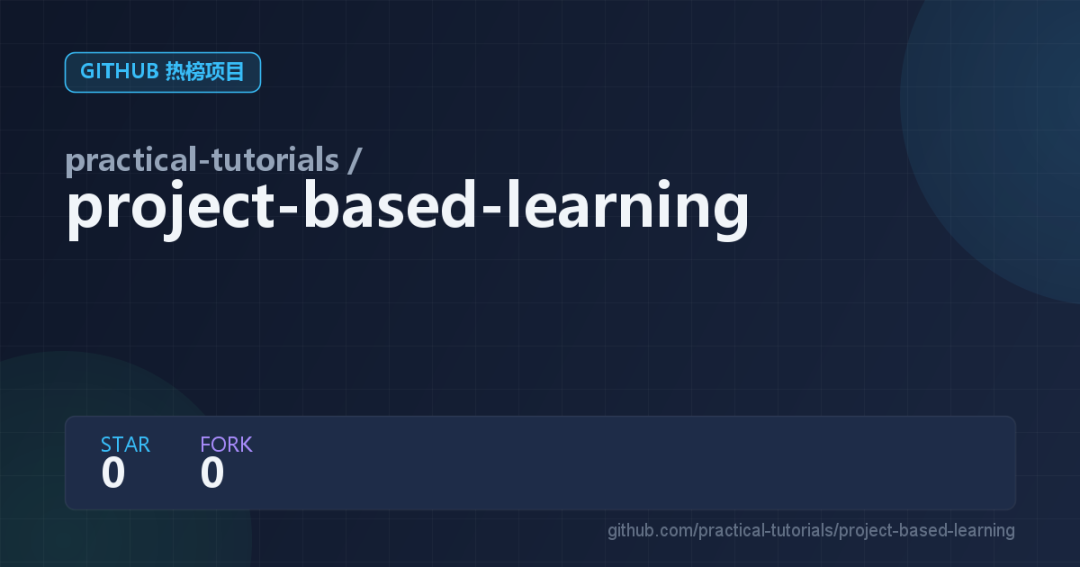 GITHUB 热榜项目
practical-tutorials /
project-based-learning
STAR FORK
0 0
github.com/practical-tutorials/project-based-learning